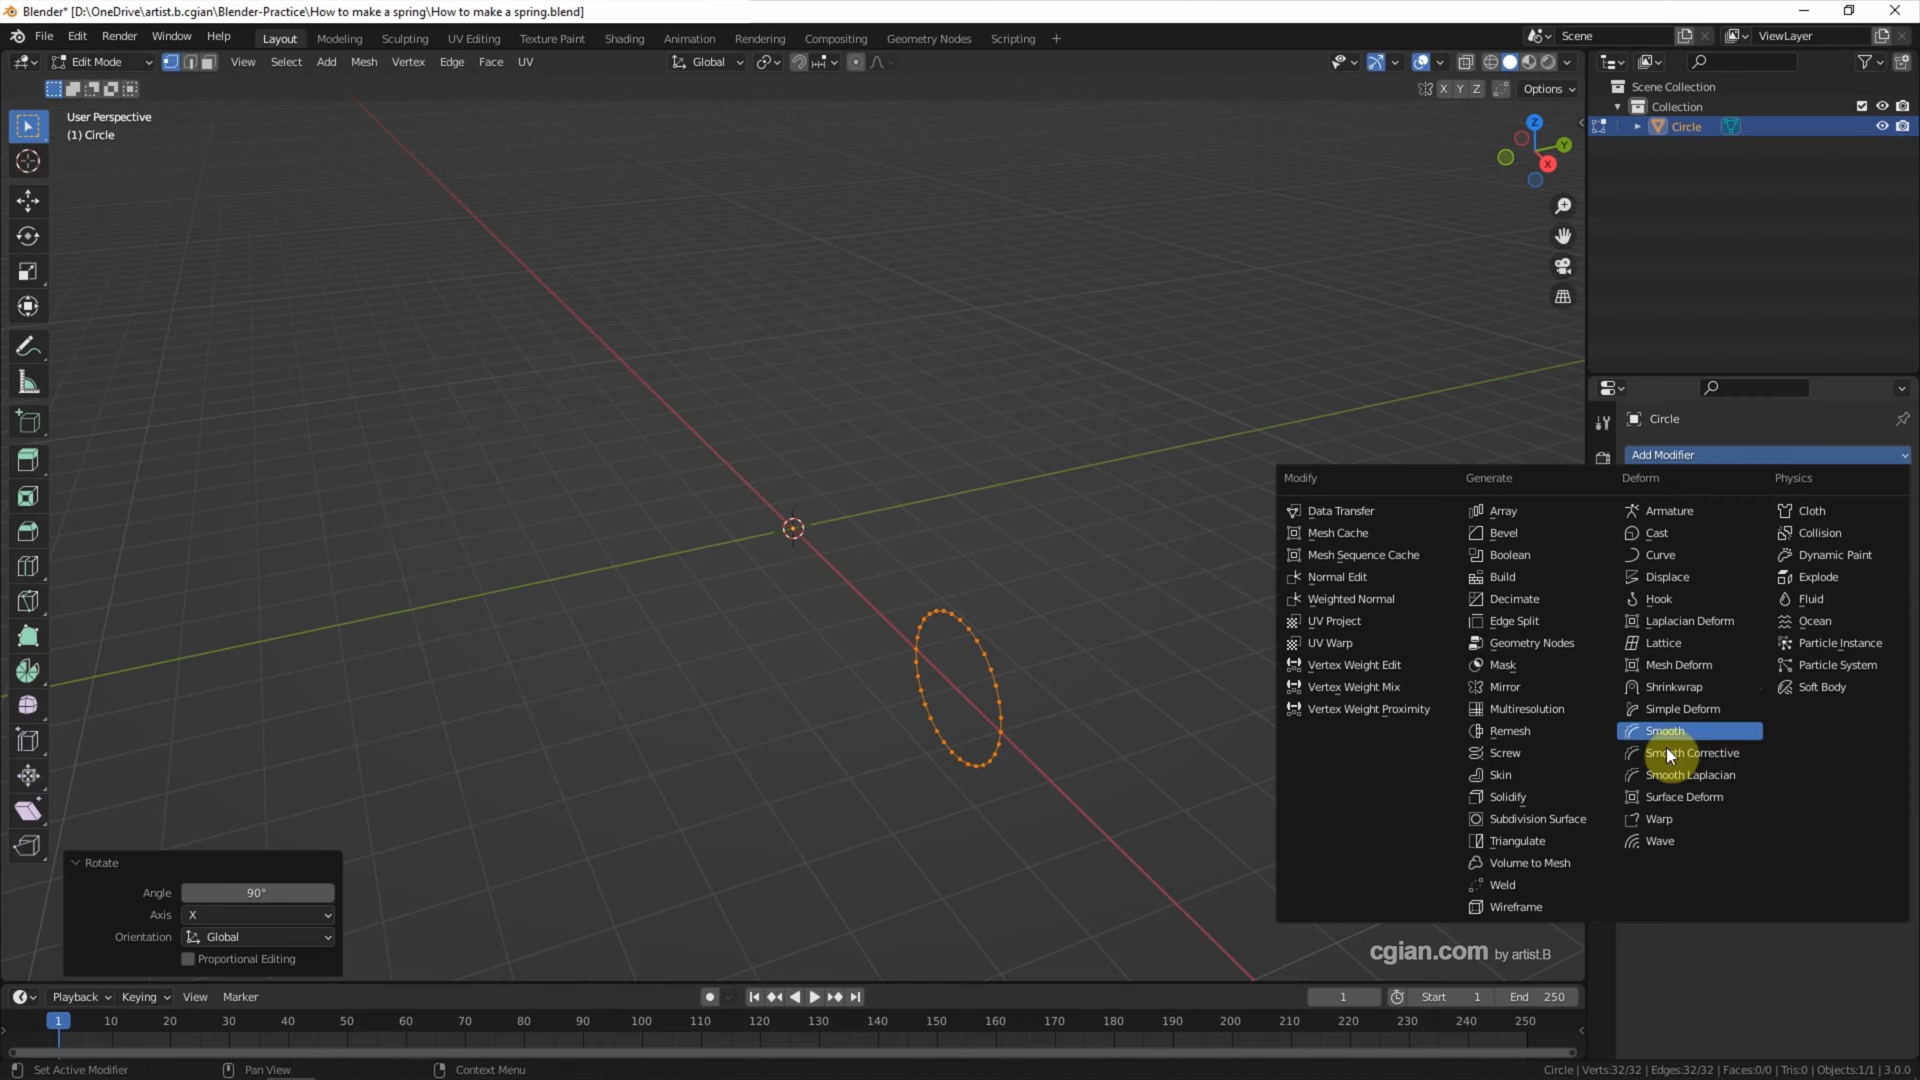 Blender* [D:\OneDrive\artist.b.cgian\Blender-Practice\How to make a spring\How to make a spring.blend]
File Edit Render Window Help Layout Modeling Sculpting UV Editing Texture Paint Shading Animation Rendering Compositing Geometry Nodes Scripting + Scene ViewLayer
Edit Mode View Select Add Mesh Vertex Edge Face UV Global
X Y Z Options
Scene Collection
Collection
Circle
User Perspective
(1) Circle
Z
Y
X
Circle
Add Modifier
Modify Generate Deform Physics
Data Transfer Array Armature Cloth
Mesh Cache Bevel Cast Collision
Mesh Sequence Cache Boolean Curve Dynamic Paint
Normal Edit Build Displace Explode
Weighted Normal Decimate Hook Fluid
UV Project Edge Split Laplacian Deform Ocean
UV Warp Geometry Nodes Lattice Particle Instance
Vertex Weight Edit Mask Mesh Deform Particle System
Vertex Weight Mix Mirror Shrinkwrap Soft Body
Vertex Weight Proximity Multiresolution Simple Deform
Remesh Smooth
Screw Smooth Corrective
Skin Smooth Laplacian
Solidify Surface Deform
Subdivision Surface Warp
Triangulate Wave
Volume to Mesh
Weld
Wireframe
Rotate
Angle 90°
Axis X
Orientation Global
Proportional Editing
cgian.com by artist.B
Playback Keying View Marker 1 Start 1 End 250
1 10 20 30 40 50 60 70 80 90 100 110 120 130 140 150 160 170 180 190 200 210 220 230 240 250
Set Active Modifier Pan View Context Menu Circle | Verts:32/32 | Edges:32/32 | Faces:0/0 | Tris:0 | Objects:1/1 | 3.0.0